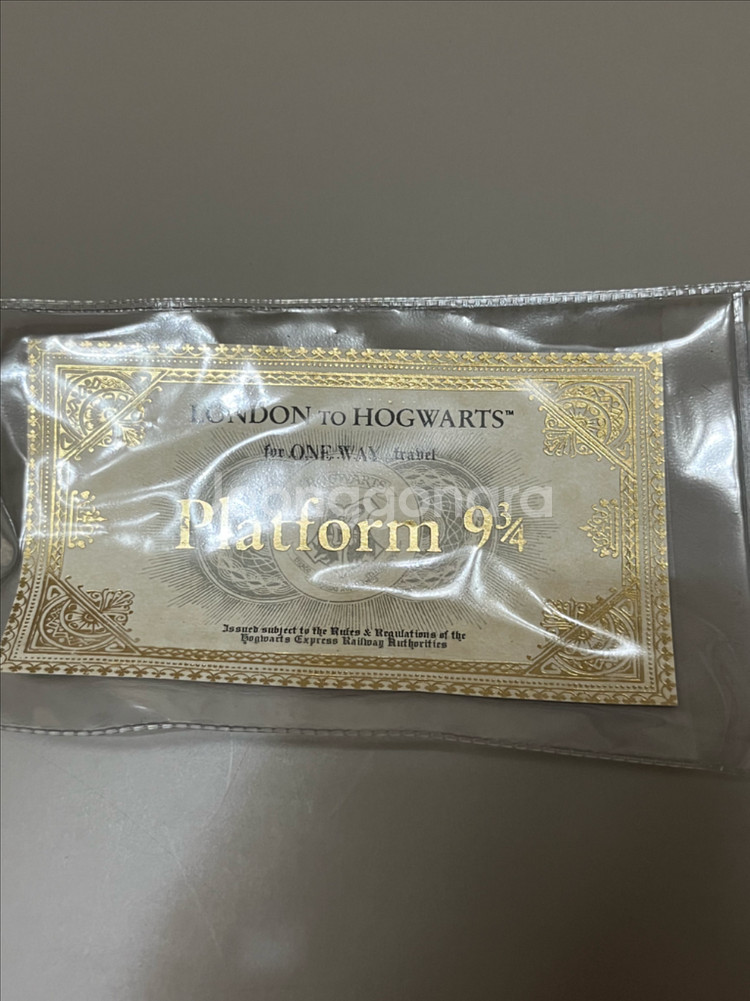 LONDON TO HOGWARTS™
for ONE WAY travel
HOGWARTS
Platform 9¾
Issued subject to the Rules & Regulations of the
Hogwarts Express Railway Authorities